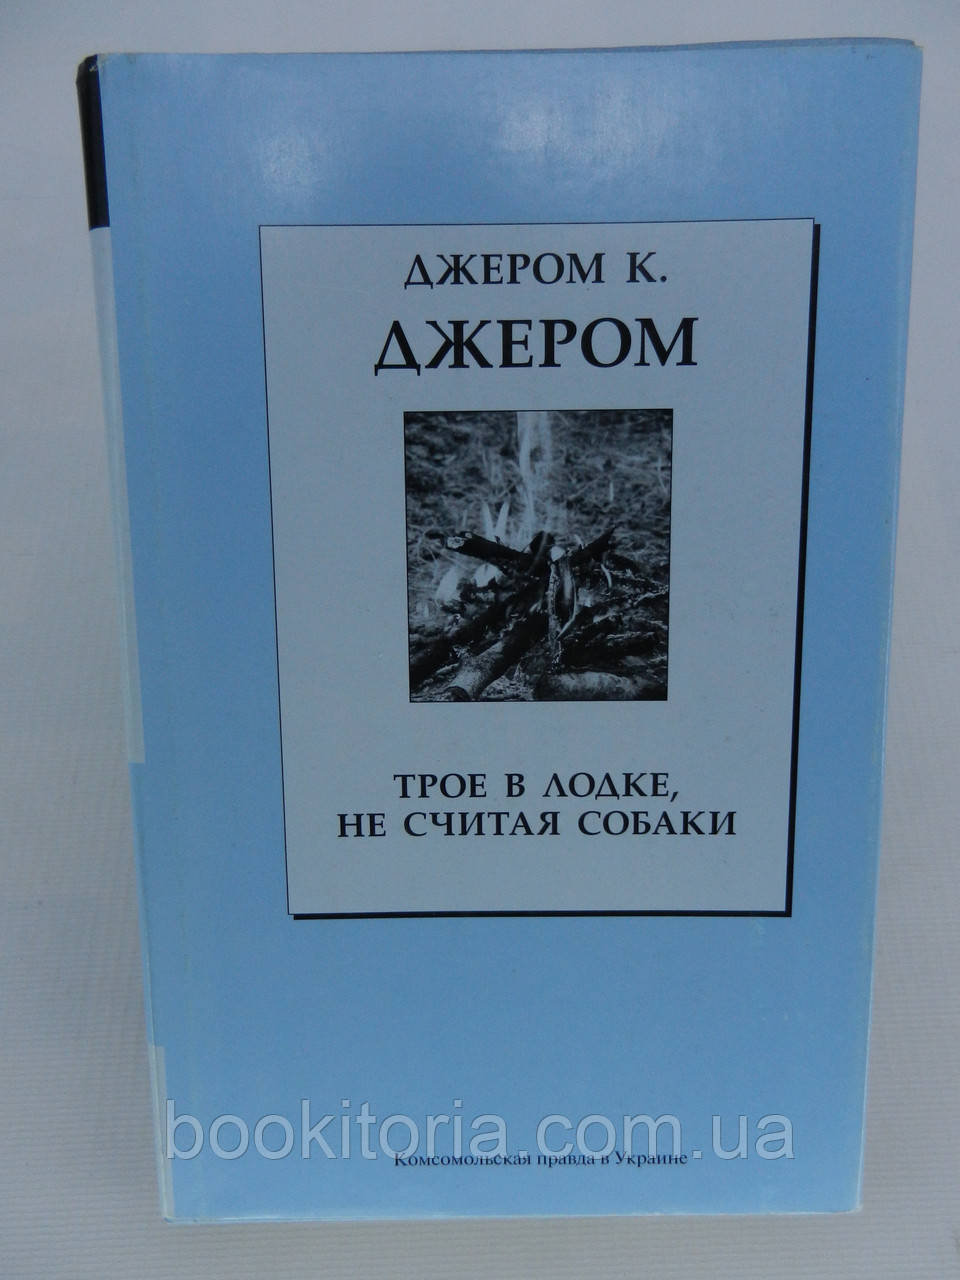 ДЖЕРОМ К.
ДЖЕРОМ
ТРОЕ В ЛОДКЕ,
НЕ СЧИТАЯ СОБАКИ
bookitoria.com.ua
Комсомольская правда в Украине